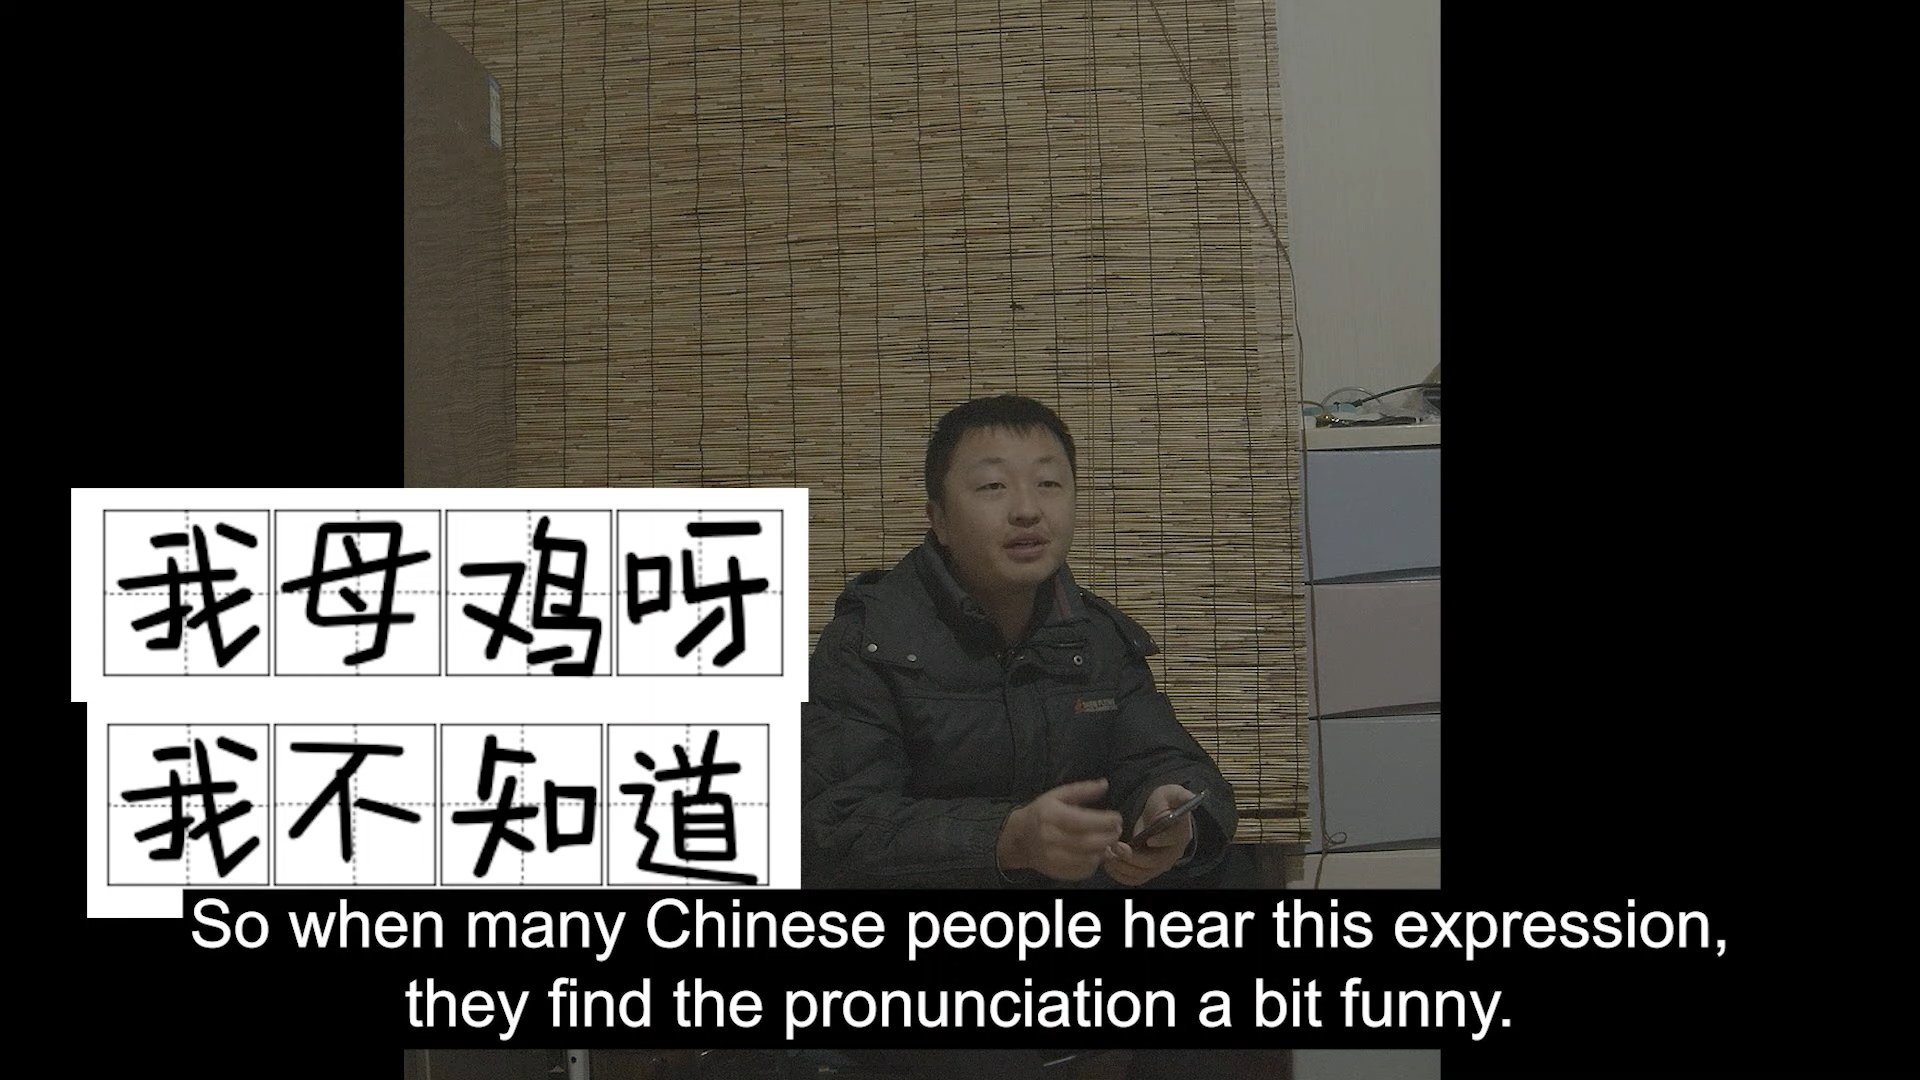 我母鸡呀
我不知道
So when many Chinese people hear this expression,
they find the pronunciation a bit funny.